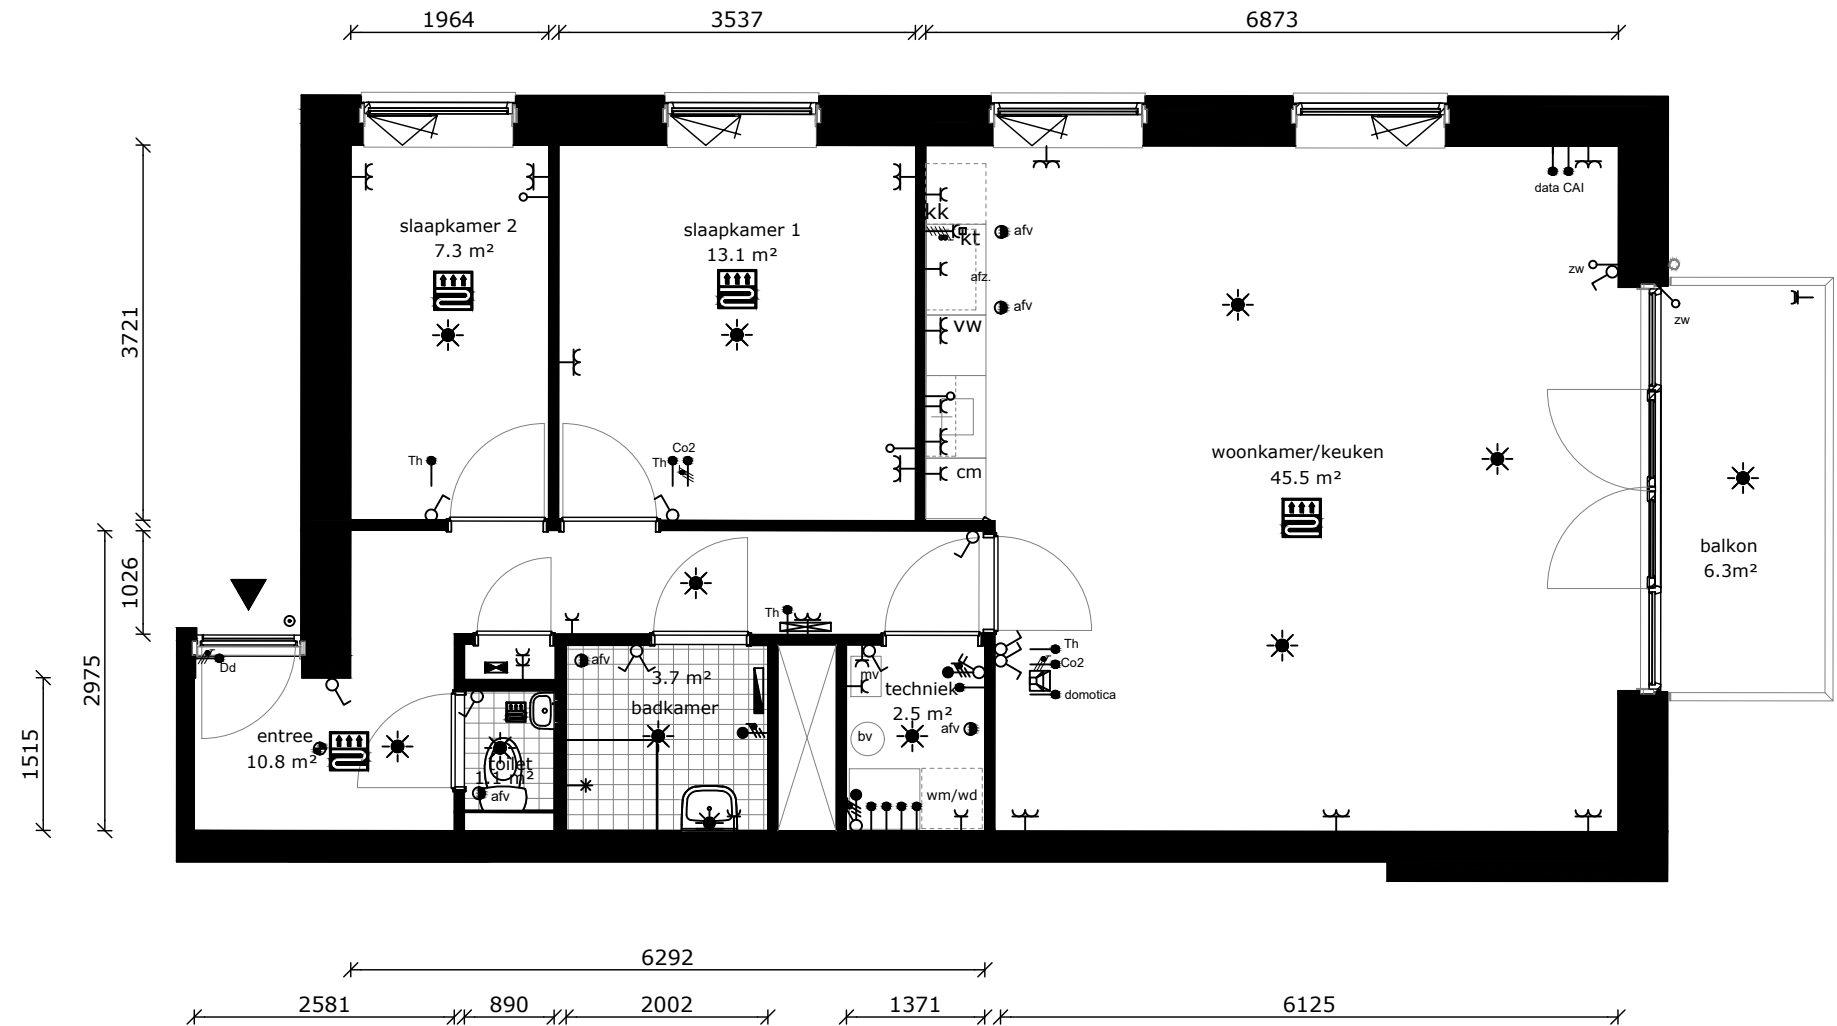 1964
3537
6873
data CAI
slaapkamer 2
7.3 m²
slaapkamer 1
13.1 m²
kk
kt
afv
afz.
afv
vw
cm
zw
zw
3721
1026
2975
1515
Th
Th
Co2
woonkamer/keuken
45.5 m²
balkon
6.3m²
Th
Dd
afv
3.7 m²
badkamer
mv
techniek
2.5 m²
afv
bv
wm/wd
Th
Co2
domotica
entree
10.8 m²
toilet
1.1 m²
afv
6292
2581
890
2002
1371
6125